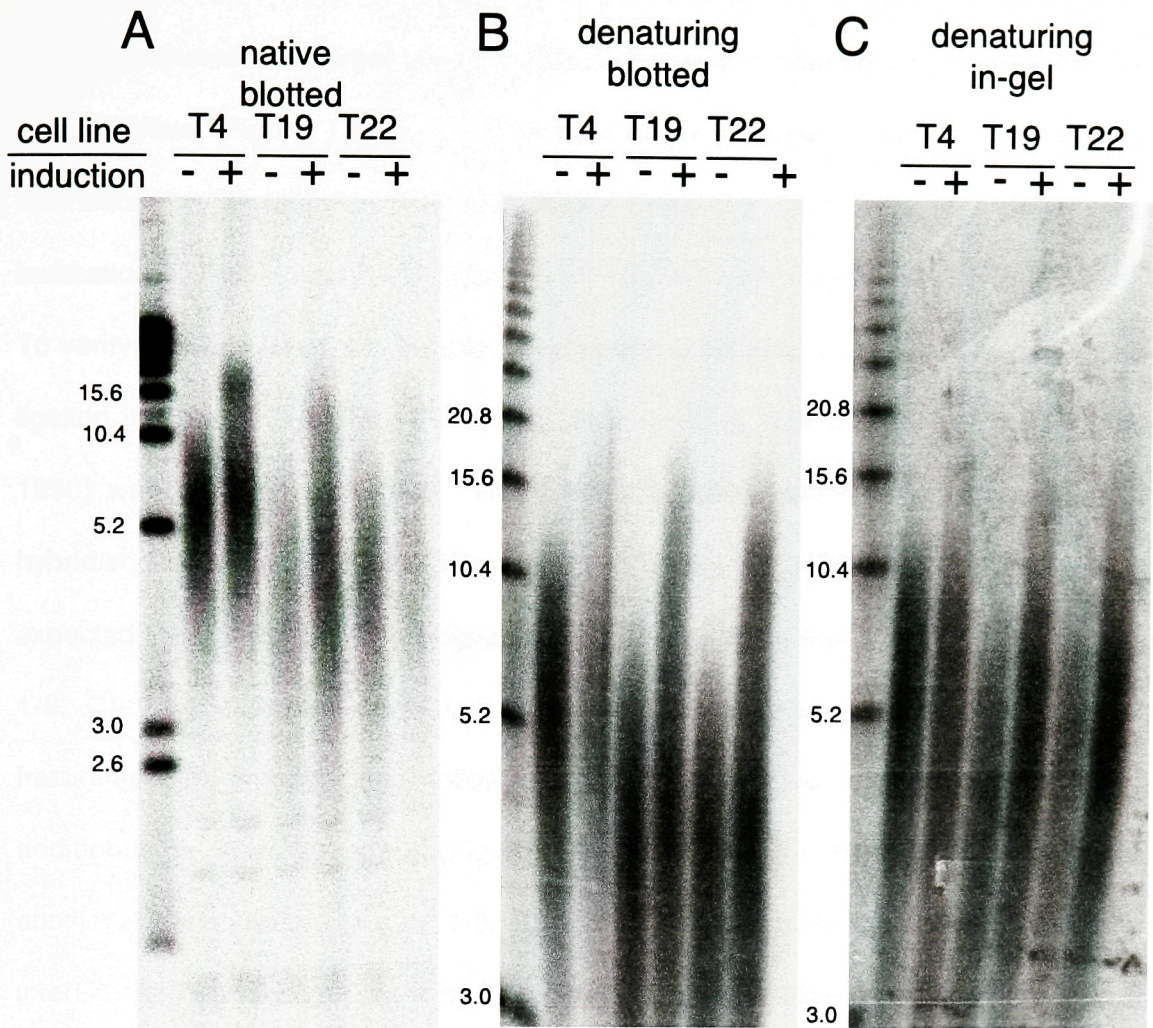 A
native
blotted
cell line
T4 T19 T22
induction
- + - + - +
15.6
10.4
5.2
3.0
2.6
B
denaturing
blotted
T4 T19 T22
- + - + - +
20.8
15.6
10.4
5.2
3.0
C
denaturing
in-gel
T4 T19 T22
- + - + - +
20.8
15.6
10.4
5.2
3.0